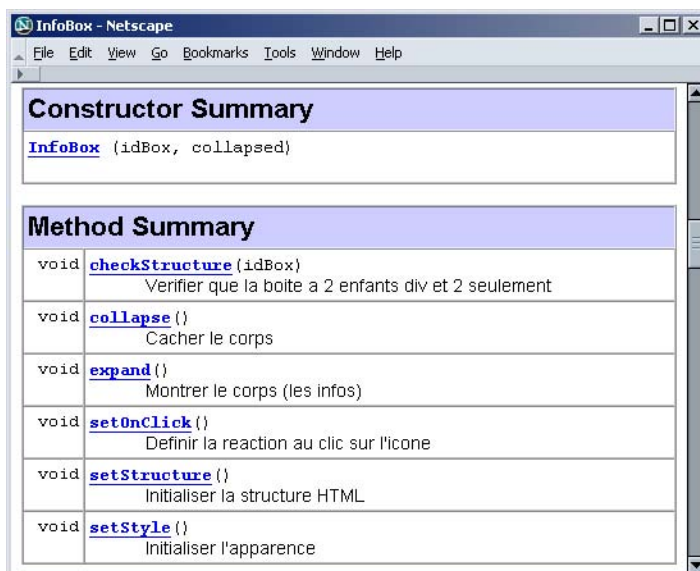 InfoBox - Netscape
File Edit View Go Bookmarks Tools Window Help
Constructor Summary
InfoBox (idBox, collapsed)
Method Summary
void checkStructure(idBox)
Verifier que la boite a 2 enfants div et 2 seulement
void collapse()
Cacher le corps
void expand()
Montrer le corps (les infos)
void setOnClick()
Definir la reaction au clic sur l'icone
void setStructure()
Initialiser la structure HTML
void setStyle()
Initialiser l'apparence